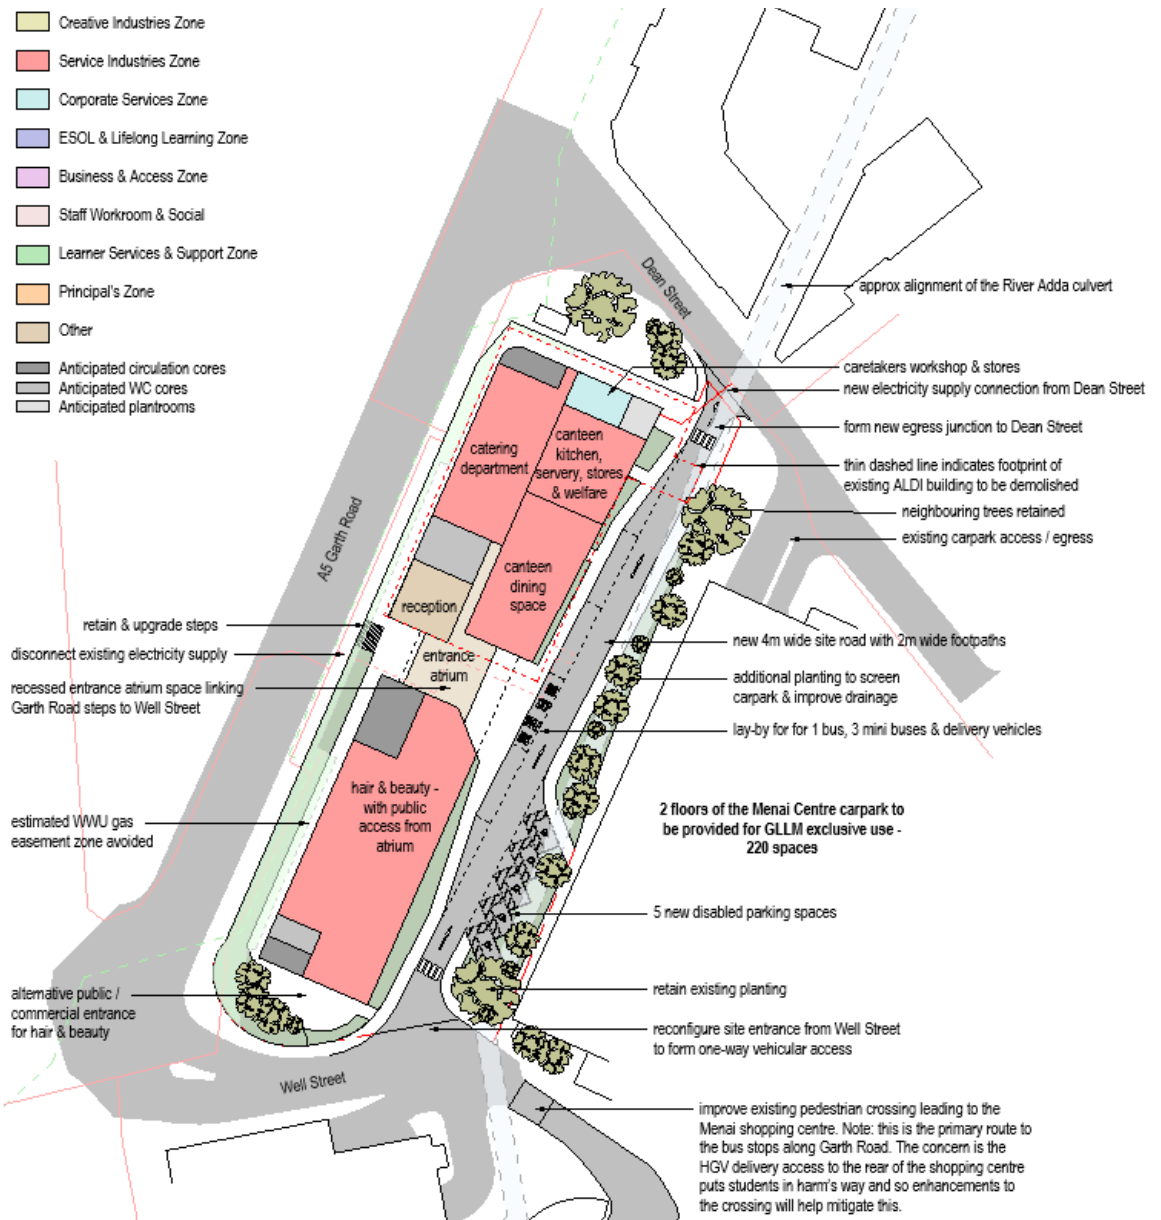 Creative Industries Zone
Service Industries Zone
Corporate Services Zone
ESOL & Lifelong Learning Zone
Business & Access Zone
Staff Workroom & Social
Learner Services & Support Zone
Principal's Zone
Other
Anticipated circulation cores
Anticipated WC cores
Anticipated plantrooms
Dean Street
approx alignment of the River Adda culvert
caretakers workshop & stores
new electricity supply connection from Dean Street
form new egress junction to Dean Street
thin dashed line indicates footprint of
existing ALDI building to be demolished
neighbouring trees retained
existing carpark access / egress
catering
department
canteen
kitchen,
servery, stores
& welfare
canteen
dining
space
A5 Garth Road
reception
entrance
atrium
retain & upgrade steps
disconnect existing electricity supply
recessed entrance atrium space linking
Garth Road steps to Well Street
new 4m wide site road with 2m wide footpaths
additional planting to screen
carpark & improve drainage
lay-by for for 1 bus, 3 mini buses & delivery vehicles
hair & beauty -
with public
access from
atrium
estimated WWU gas
easement zone avoided
2 floors of the Menai Centre carpark to
be provided for GLLM exclusive use -
220 spaces
5 new disabled parking spaces
alternative public /
commercial entrance
for hair & beauty
retain existing planting
reconfigure site entrance from Well Street
to form one-way vehicular access
Well Street
improve existing pedestrian crossing leading to the
Menai shopping centre. Note: this is the primary route to
the bus stops along Garth Road. The concern is the
HGV delivery access to the rear of the shopping centre
puts students in harm's way and so enhancements to
the crossing will help mitigate this.